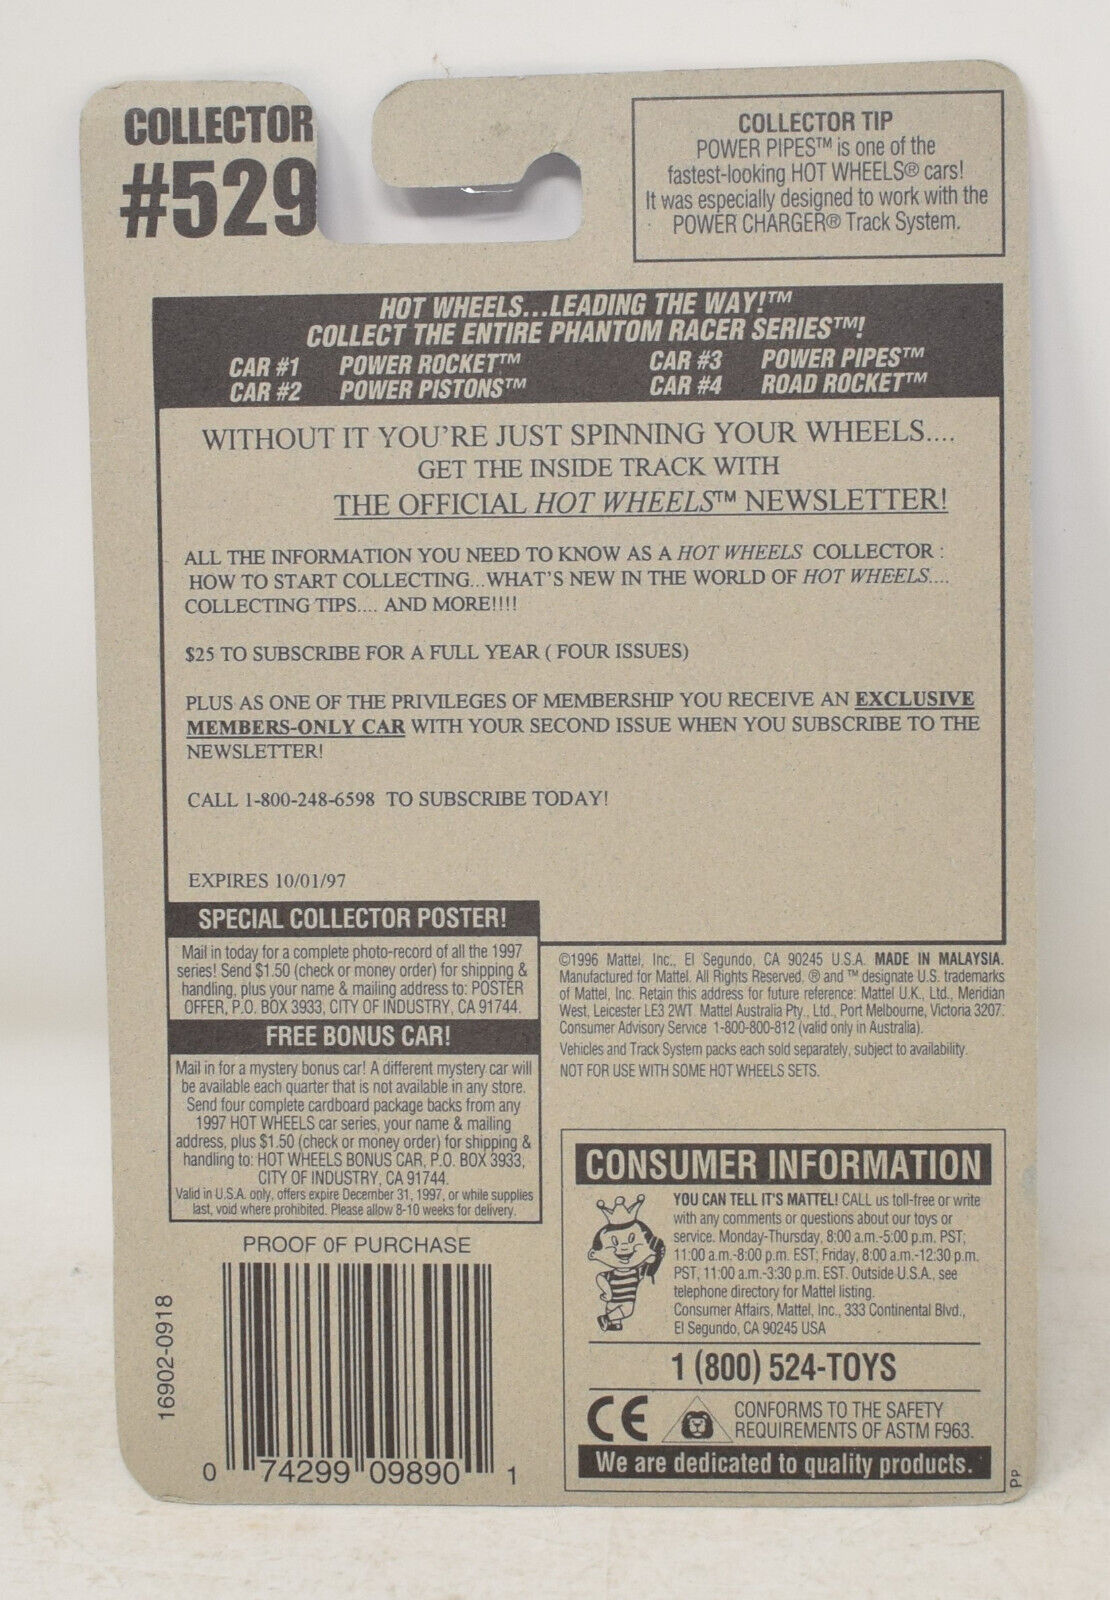 COLLECTOR
#529
COLLECTOR TIP
POWER PIPES™ is one of the
fastest-looking HOT WHEELS® cars!
It was especially designed to work with the
POWER CHARGER® Track System.
HOT WHEELS...LEADING THE WAY!™
COLLECT THE ENTIRE PHANTOM RACER SERIES™!
CAR #1 POWER ROCKET™ CAR #3 POWER PIPES™
CAR #2 POWER PISTONS™ CAR #4 ROAD ROCKET™
WITHOUT IT YOU'RE JUST SPINNING YOUR WHEELS....
GET THE INSIDE TRACK WITH
THE OFFICIAL HOT WHEELS™ NEWSLETTER!
ALL THE INFORMATION YOU NEED TO KNOW AS A HOT WHEELS COLLECTOR :
HOW TO START COLLECTING...WHAT'S NEW IN THE WORLD OF HOT WHEELS....
COLLECTING TIPS.... AND MORE!!!!
$25 TO SUBSCRIBE FOR A FULL YEAR ( FOUR ISSUES)
PLUS AS ONE OF THE PRIVILEGES OF MEMBERSHIP YOU RECEIVE AN EXCLUSIVE
MEMBERS-ONLY CAR WITH YOUR SECOND ISSUE WHEN YOU SUBSCRIBE TO THE
NEWSLETTER!
CALL 1-800-248-6598 TO SUBSCRIBE TODAY!
EXPIRES 10/01/97
SPECIAL COLLECTOR POSTER!
Mail in today for a complete photo-record of all the 1997
series! Send $1.50 (check or money order) for shipping &
handling, plus your name & mailing address to: POSTER
OFFER, P.O. BOX 3933, CITY OF INDUSTRY, CA 91744.
FREE BONUS CAR!
Mail in for a mystery bonus car! A different mystery car will
be available each quarter that is not available in any store.
Send four complete cardboard package backs from any
1997 HOT WHEELS car series, your name & mailing
address, plus $1.50 (check or money order) for shipping &
handling to: HOT WHEELS BONUS CAR, P.O. BOX 3933,
CITY OF INDUSTRY, CA 91744.
Valid in U.S.A. only, offers expire December 31, 1997, or while supplies
last, void where prohibited. Please allow 8-10 weeks for delivery.
©1996 Mattel, Inc., El Segundo, CA 90245 U.S.A. MADE IN MALAYSIA.
Manufactured for Mattel. All Rights Reserved. ® and ™ designate U.S. trademarks
of Mattel, Inc. Retain this address for future reference: Mattel U.K., Ltd., Meridian
West, Leicester LE3 2WT. Mattel Australia Pty., Ltd., Port Melbourne, Victoria 3207.
Consumer Advisory Service 1-800-800-812 (valid only in Australia).
Vehicles and Track System packs each sold separately, subject to availability.
NOT FOR USE WITH SOME HOT WHEELS SETS.
CONSUMER INFORMATION
YOU CAN TELL IT'S MATTEL! CALL us toll-free or write
with any comments or questions about our toys or
service. Monday-Thursday, 8:00 a.m.-5:00 p.m. PST;
11:00 a.m.-8:00 p.m. EST; Friday, 8:00 a.m.-12:30 p.m.
PST, 11:00 a.m.-3:30 p.m. EST. Outside U.S.A., see
telephone directory for Mattel listing.
Consumer Affairs, Mattel, Inc., 333 Continental Blvd.,
El Segundo, CA 90245 USA
1 (800) 524-TOYS
CE
CONFORMS TO THE SAFETY
REQUIREMENTS OF ASTM F963.
We are dedicated to quality products.
PP
PROOF OF PURCHASE
16902-0918
0 74299 09890 1